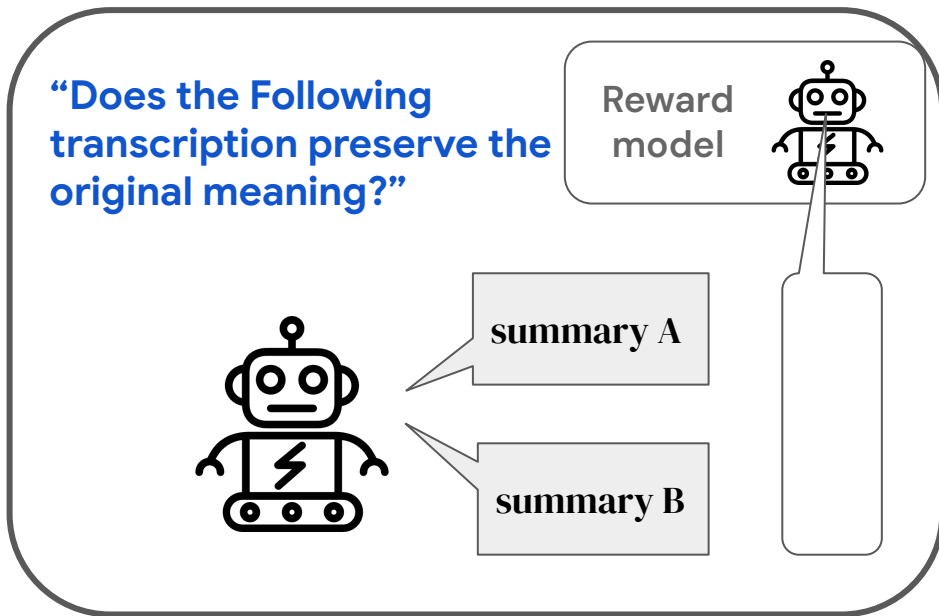 “Does the Following
transcription preserve the
original meaning?”
Reward
model
summary A
summary B